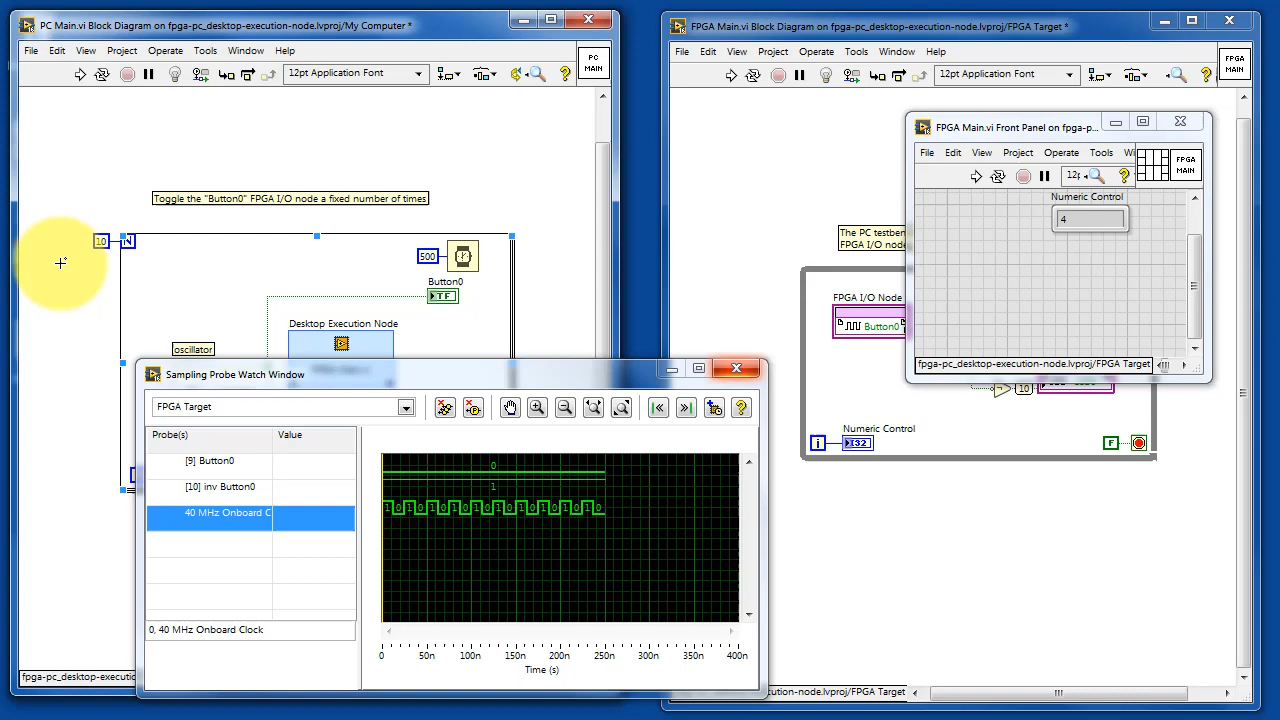 PC Main.vi Block Diagram on fpga-pc_desktop-execution-node.lvproj/My Computer *
File Edit View Project Operate Tools Window Help
PC MAIN
12pt Application Font
Toggle the "Button0" FPGA I/O node a fixed number of times
10 N
500
Button0
TF
Desktop Execution Node
oscillator
fpga-pc_desktop-executi
FPGA Main.vi Block Diagram on fpga-pc_desktop-execution-node.lvproj/FPGA Target *
File Edit View Project Operate Tools Window Help
FPGA MAIN
12pt Application Font
The PC testben
FPGA I/O node
FPGA I/O Node
Button0
10
Numeric Control
i I32
F
-execution-node.lvproj/FPGA Target
FPGA Main.vi Front Panel on fpga-p...
File Edit View Project Operate Tools Wi
FPGA MAIN
12p
Numeric Control
4
fpga-pc_desktop-execution-node.lvproj/FPGA Target
Sampling Probe Watch Window
FPGA Target
Probe(s) Value
[9] Button0
[10] inv Button0
40 MHz Onboard C
0, 40 MHz Onboard Clock
0
1
1 0 1 0 1 0 1 0 1 0 1 0 1 0 1 0 1 0 1 0
0 50n 100n 150n 200n 250n 300n 350n 400n
Time (s)